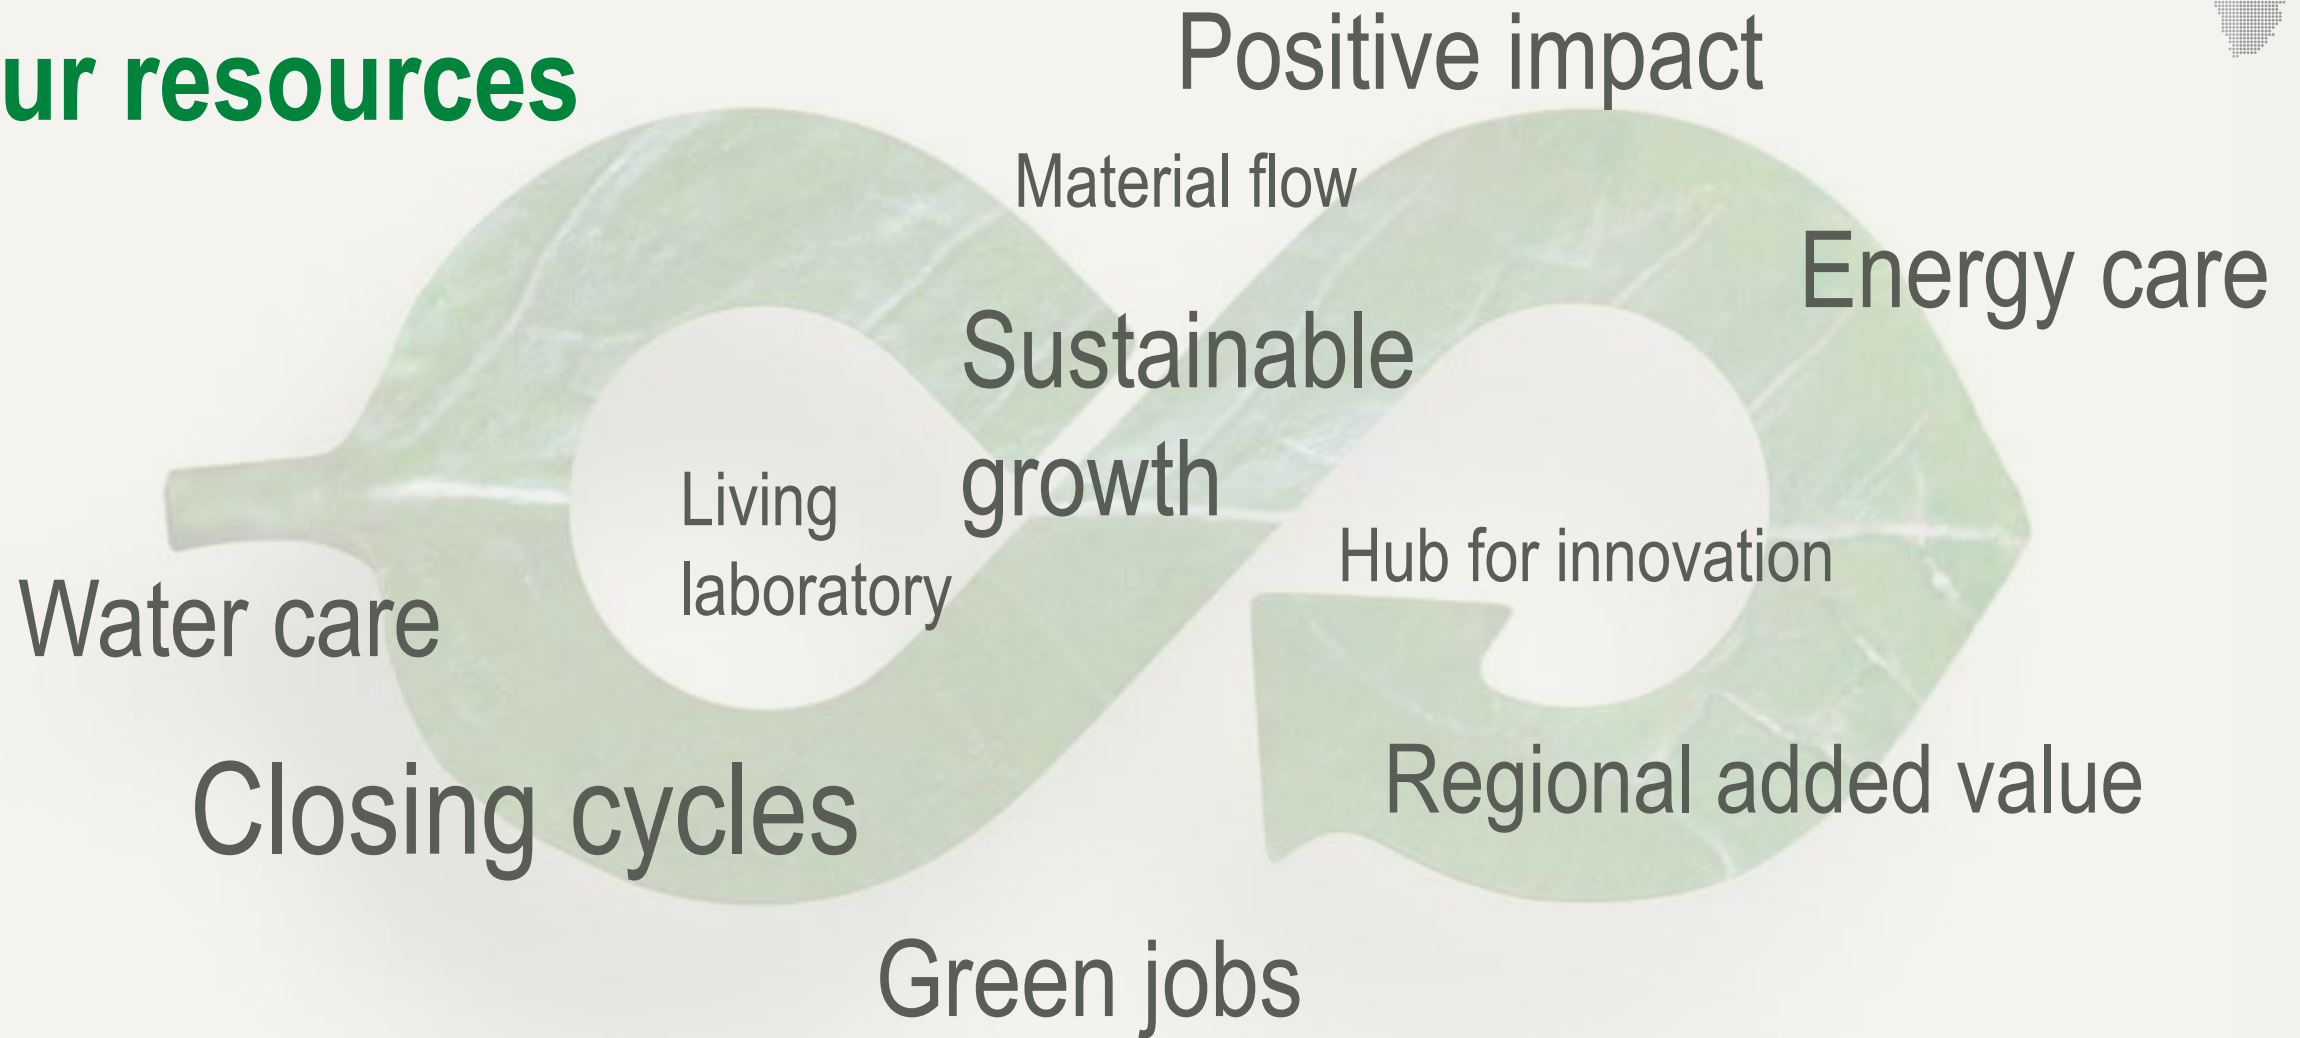 ur resources
Positive impact
Material flow
Energy care
Sustainable
growth
Living
laboratory
Hub for innovation
Water care
Regional added value
Closing cycles
Green jobs